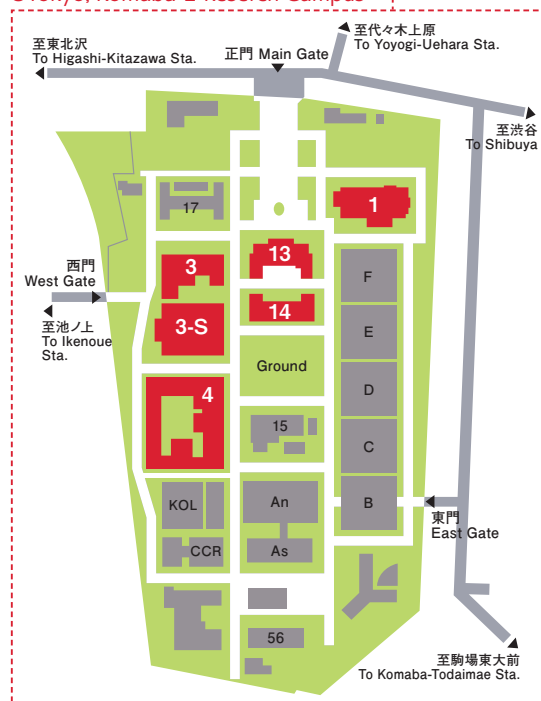 UTokyo, Komaba Ⅱ Reserch Campus
至代々木上原
To Yoyogi-Uehara Sta.
至東北沢
To Higashi-Kitazawa Sta.
正門 Main Gate
至渋谷
To Shibuya
17
1
西門
West Gate
3
13
F
3-S
14
E
至池ノ上
To Ikenoue
Sta.
Ground
D
4
15
C
KOL
An
B
東門
East Gate
CCR
As
56
至駒場東大前
To Komaba-Todaimae Sta.